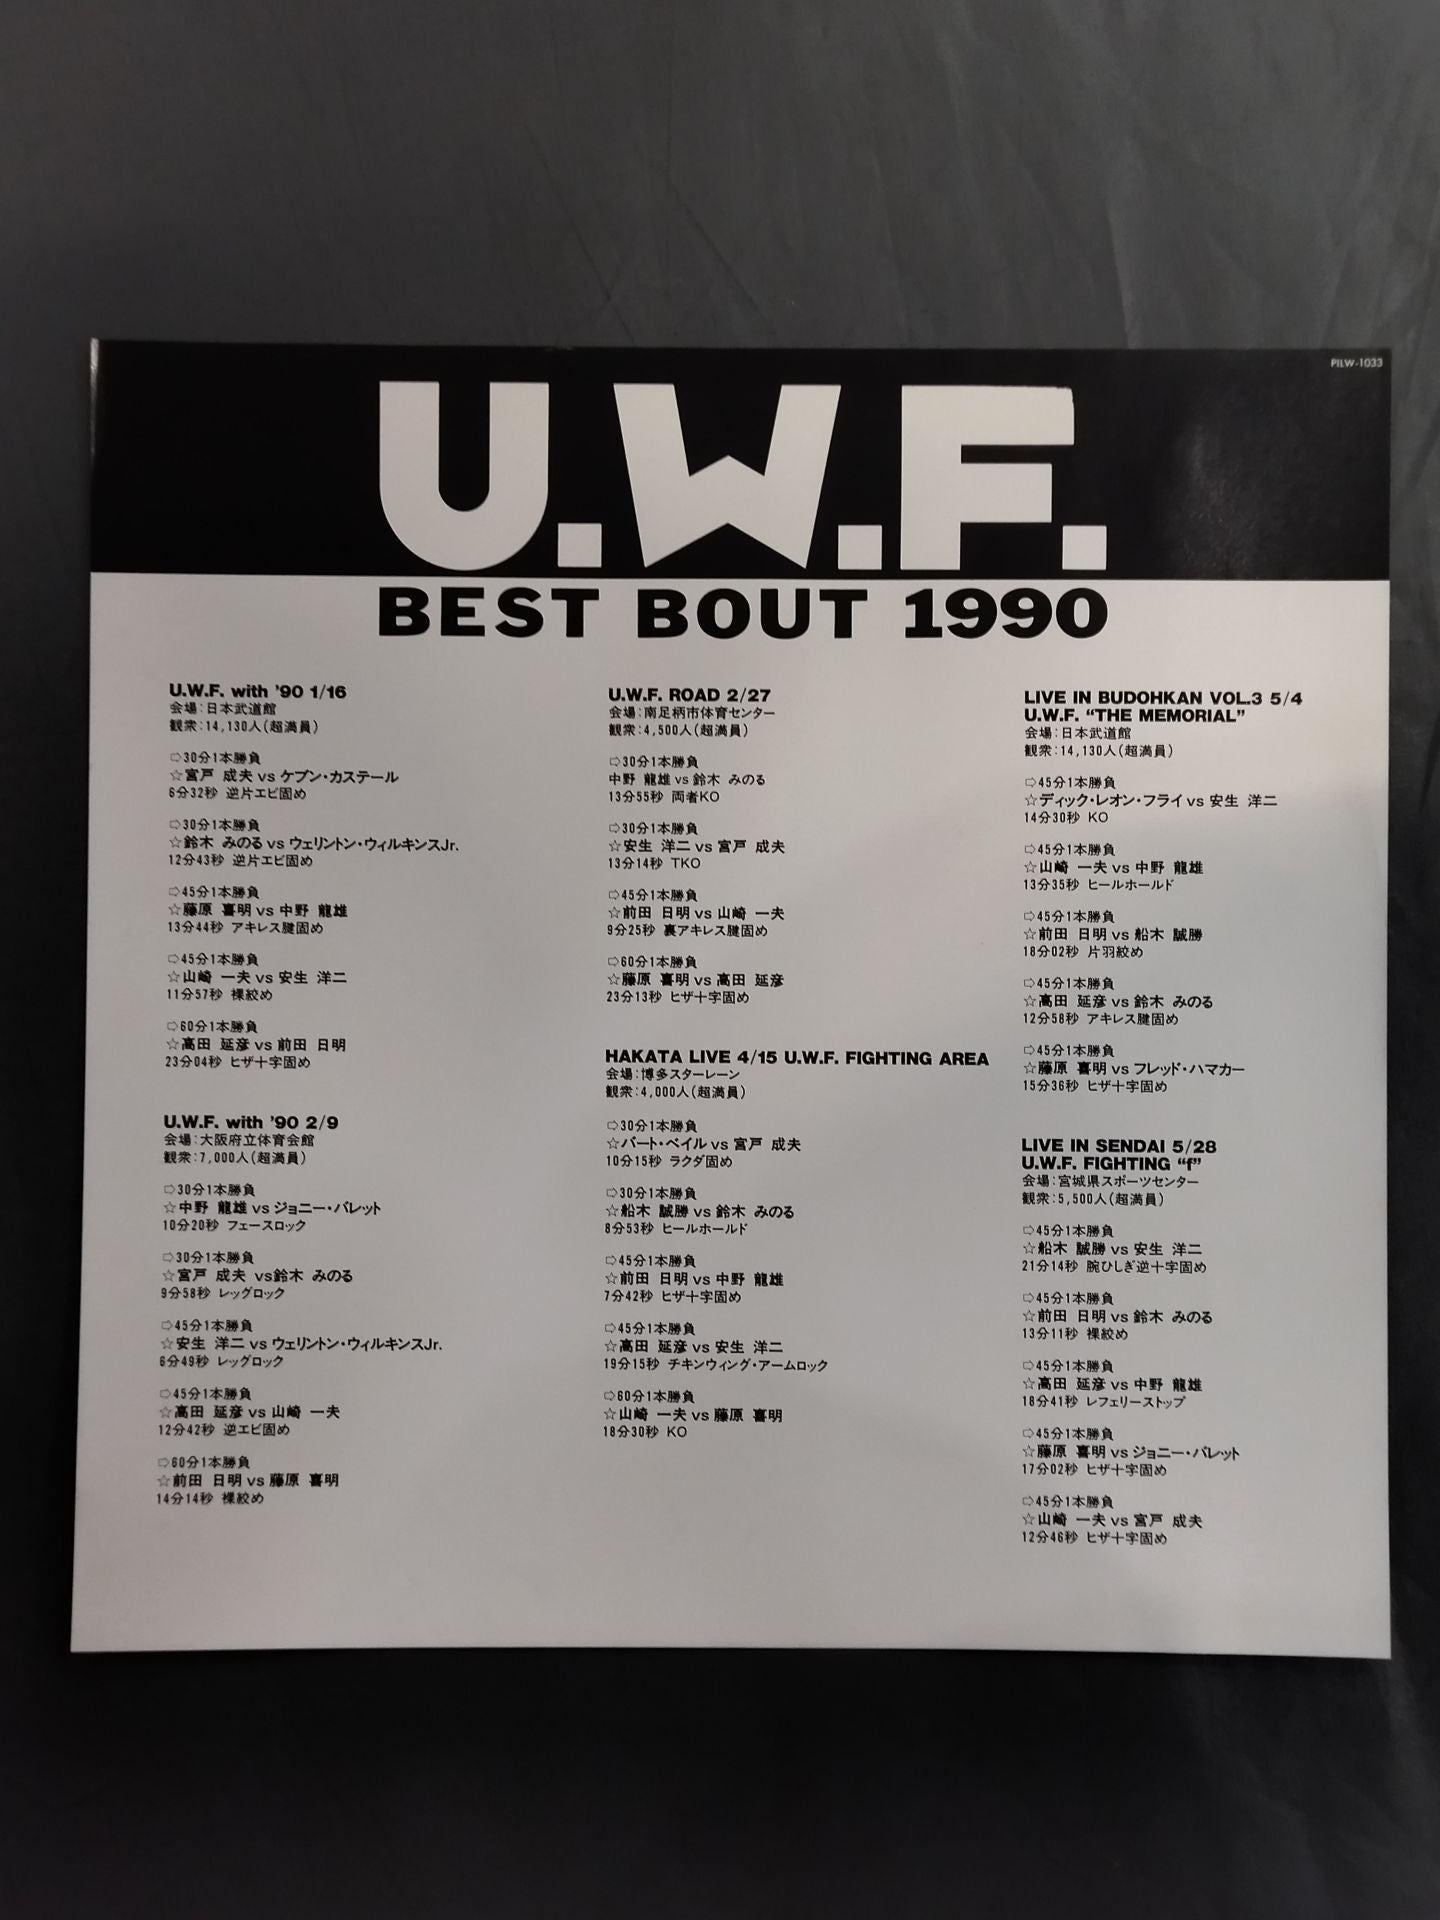 PILW-1033
U.W.F.
BEST BOUT 1990
U.W.F. with '90 1/16
会場:日本武道館
観衆:14,130人(超満員)
⇨30分1本勝負
☆宮戸 成夫 vs ケブン・カステール
6分32秒 逆片エビ固め
⇨30分1本勝負
☆鈴木 みのる vs ウェリントン・ウィルキンスJr.
12分43秒 逆片エビ固め
⇨45分1本勝負
☆藤原 喜明 vs 中野 龍雄
13分44秒 アキレス腱固め
⇨45分1本勝負
☆山崎 一夫 vs 安生 洋二
11分57秒 裸絞め
⇨60分1本勝負
☆高田 延彦 vs 前田 日明
23分04秒 ヒザ十字固め
U.W.F. with '90 2/9
会場:大阪府立体育会館
観衆:7,000人(超満員)
⇨30分1本勝負
☆中野 龍雄 vs ジョニー・バレット
10分20秒 フェースロック
⇨30分1本勝負
☆宮戸 成夫 vs鈴木 みのる
9分58秒 レッグロック
⇨45分1本勝負
☆安生 洋二 vs ウェリントン・ウィルキンスJr.
6分49秒 レッグロック
⇨45分1本勝負
☆高田 延彦 vs 山崎 一夫
12分42秒 逆エビ固め
⇨60分1本勝負
☆前田 日明 vs 藤原 喜明
14分14秒 裸絞め
U.W.F. ROAD 2/27
会場:南足柄市体育センター
観衆:4,500人(超満員)
⇨30分1本勝負
中野 龍雄 vs 鈴木 みのる
13分55秒 両者KO
⇨30分1本勝負
☆安生 洋二 vs 宮戸 成夫
13分14秒 TKO
⇨45分1本勝負
☆前田 日明 vs 山崎 一夫
9分25秒 裏アキレス腱固め
⇨60分1本勝負
☆藤原 喜明 vs 高田 延彦
23分13秒 ヒザ十字固め
HAKATA LIVE 4/15 U.W.F. FIGHTING AREA
会場:博多スターレーン
観衆:4,000人(超満員)
⇨30分1本勝負
☆バート・ベイル vs 宮戸 成夫
10分15秒 ラクダ固め
⇨30分1本勝負
☆船木 誠勝 vs 鈴木 みのる
8分53秒 ヒールホールド
⇨45分1本勝負
☆前田 日明 vs 中野 龍雄
7分42秒 ヒザ十字固め
⇨45分1本勝負
☆高田 延彦 vs 安生 洋二
19分15秒 チキンウィング・アームロック
⇨60分1本勝負
☆山崎 一夫 vs 藤原 喜明
18分30秒 KO
LIVE IN BUDOHKAN VOL.3 5/4
U.W.F. "THE MEMORIAL"
会場:日本武道館
観衆:14,130人(超満員)
⇨45分1本勝負
☆ディック・レオン・フライ vs 安生 洋二
14分30秒 KO
⇨45分1本勝負
☆山崎 一夫 vs 中野 龍雄
13分35秒 ヒールホールド
⇨45分1本勝負
☆前田 日明 vs 船木 誠勝
18分02秒 片羽絞め
⇨45分1本勝負
☆高田 延彦 vs 鈴木 みのる
12分58秒 アキレス腱固め
⇨45分1本勝負
☆藤原 喜明 vs フレッド・ハマカー
15分36秒 ヒザ十字固め
LIVE IN SENDAI 5/28
U.W.F. FIGHTING "f"
会場:宮城県スポーツセンター
観衆:5,500人(超満員)
⇨45分1本勝負
☆船木 誠勝 vs 安生 洋二
21分14秒 腕ひしぎ逆十字固め
⇨45分1本勝負
☆前田 日明 vs 鈴木 みのる
13分11秒 裸絞め
⇨45分1本勝負
☆高田 延彦 vs 中野 龍雄
18分41秒 レフェリーストップ
⇨45分1本勝負
☆藤原 喜明 vs ジョニー・バレット
17分02秒 ヒザ十字固め
⇨45分1本勝負
☆山崎 一夫 vs 宮戸 成夫
12分46秒 ヒザ十字固め